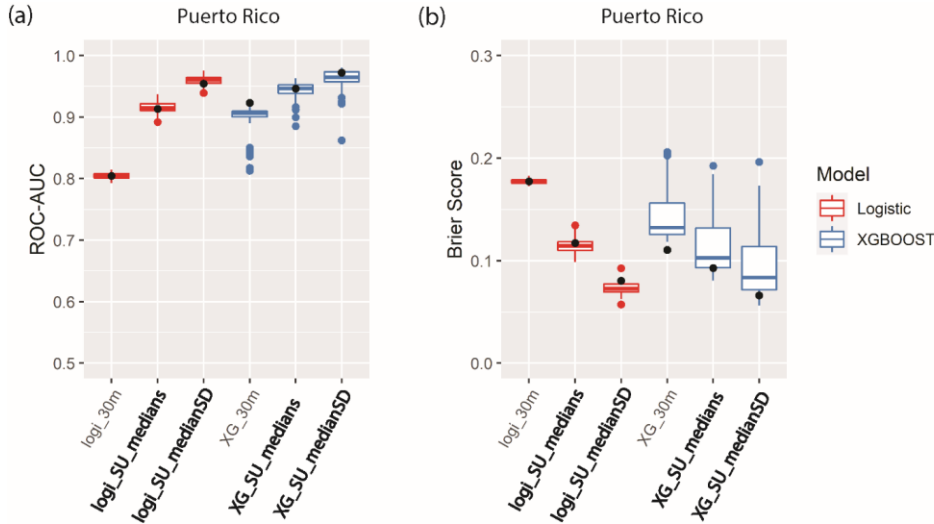 (a)
Puerto Rico
ROC-AUC
1.0
0.9
0.8
0.7
0.6
0.5
logi_30m
logi_SU_medians
logi_SU_medianSD
XG_30m
XG_SU_medians
XG_SU_medianSD
(b)
Puerto Rico
Brier Score
0.3
0.2
0.1
0.0
logi_30m
logi_SU_medians
logi_SU_medianSD
XG_30m
XG_SU_medians
XG_SU_medianSD
Model
Logistic
XGBOOST